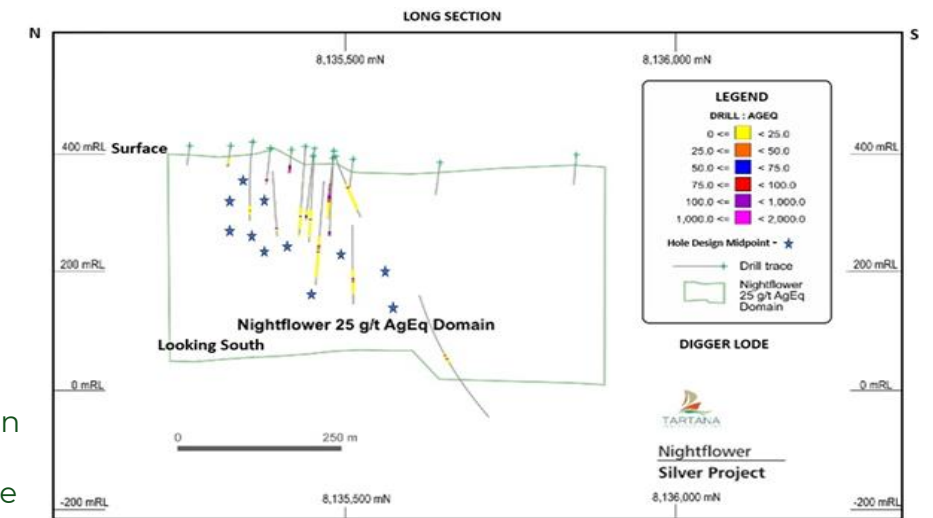 LONG SECTION
N
S
8,135,500 mN
8,136,000 mN
LEGEND
DRILL : AGEQ
0 <= < 25.0
25.0 <= < 50.0
50.0 <= < 75.0
75.0 <= < 100.0
100.0 <= < 1,000.0
1,000.0 <= < 2,000.0
Hole Design Midpoint -
Drill trace
Nightflower
25 g/t AgEq
Domain
400 mRL
Surface
400 mRL
200 mRL
200 mRL
Nightflower 25 g/t AgEq Domain
Looking South
DIGGER LODE
0 mRL
0 mRL
n
TARTANA
0
250 m
Nightflower
Silver Project
e
-200 mRL
8,135,500 mN
8,136,000 mN
-200 mRL